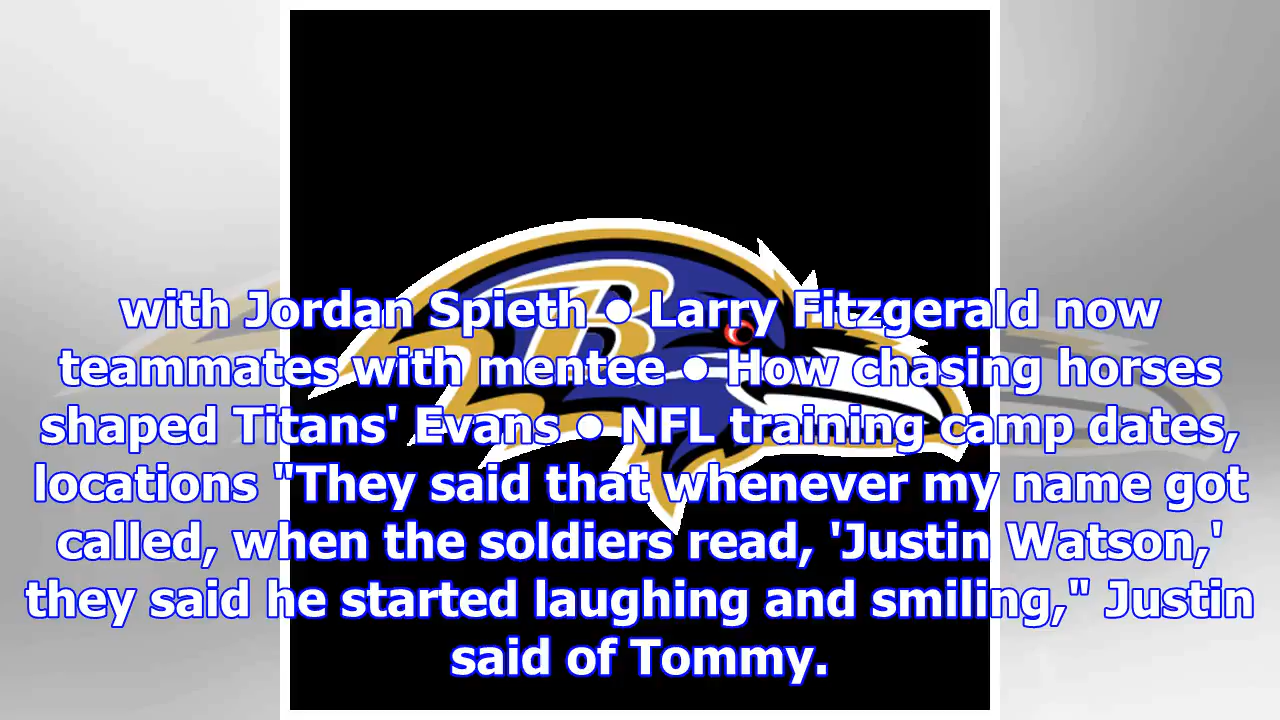 B
with Jordan Spieth ● Larry Fitzgerald now
teammates with mentee ● How chasing horses
shaped Titans' Evans ● NFL training camp dates,
locations "They said that whenever my name got
called, when the soldiers read, 'Justin Watson,'
they said he started laughing and smiling," Justin
said of Tommy.